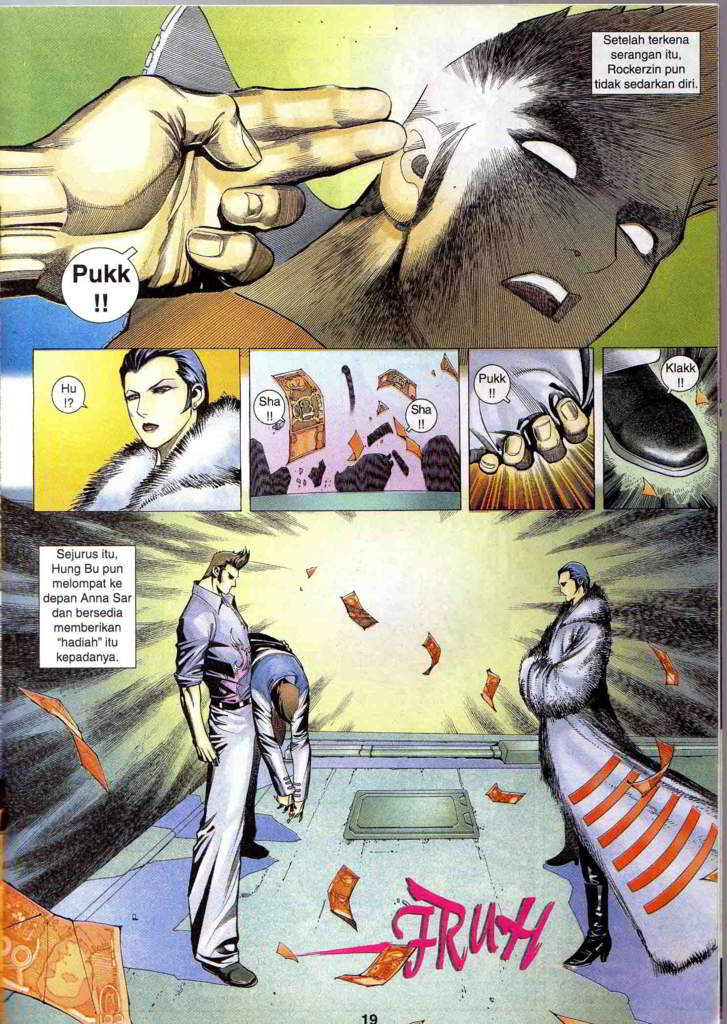 Setelah terkena
serangan itu,
Rockerzin pun
tidak sedarkan diri.
Pukk
!!
Hu
!?
Sha
!!
Sha
!!
Pukk
!!
Klakk
!!
Sejurus itu,
Hung Bu pun
melompat ke
depan Anna Sar
dan bersedia
memberikan
"hadiah" itu
kepadanya.
FRUH
19